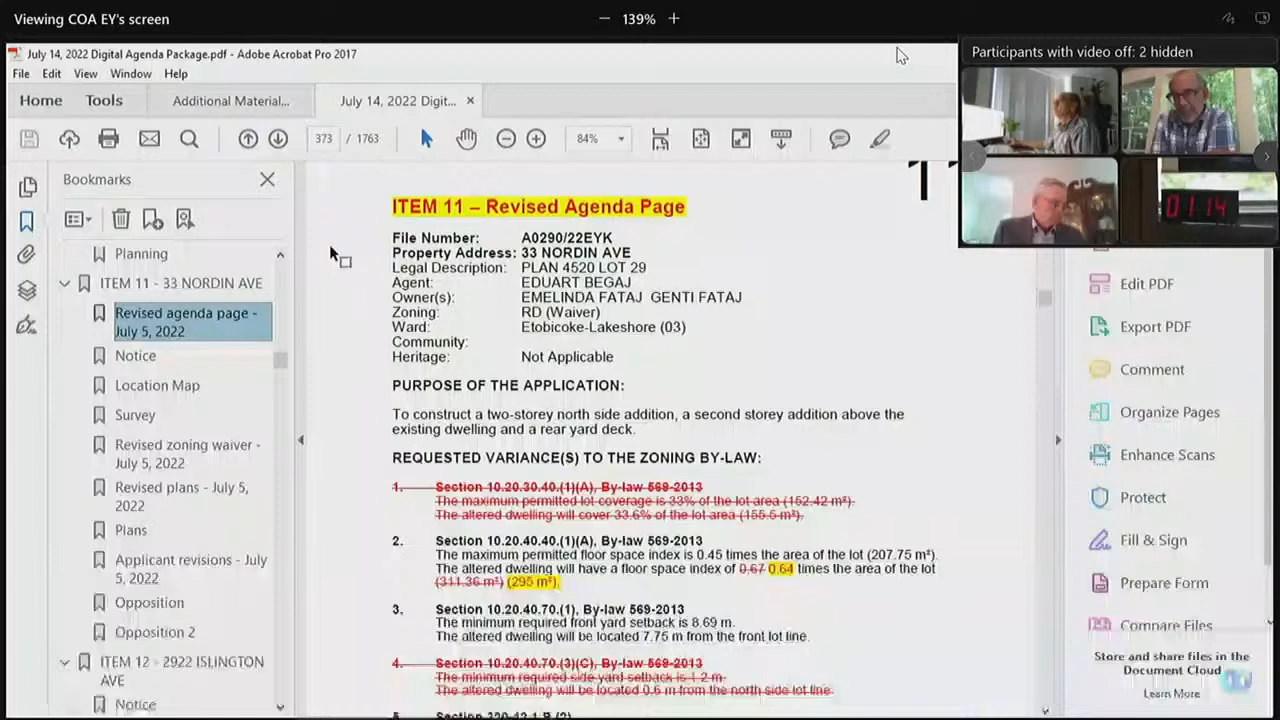 Viewing COA EY's screen
139%
July 14, 2022 Digital Agenda Package.pdf - Adobe Acrobat Pro 2017
Participants with video off: 2 hidden
File Edit View Window Help
Home Tools Additional Material... July 14, 2022 Digit...
373 / 1763 84%
01:14
Bookmarks
Planning
ITEM 11 - 33 NORDIN AVE
Revised agenda page -
July 5, 2022
Notice
Location Map
Survey
Revised zoning waiver -
July 5, 2022
Revised plans - July 5,
2022
Plans
Applicant revisions - July
5, 2022
Opposition
Opposition 2
ITEM 12 - 2922 ISLINGTON
AVE
Notice
ITEM 11 – Revised Agenda Page
File Number: A0290/22EYK
Property Address: 33 NORDIN AVE
Legal Description: PLAN 4520 LOT 29
Agent: EDUART BEGAJ
Owner(s): EMELINDA FATAJ GENTI FATAJ
Zoning: RD (Waiver)
Ward: Etobicoke-Lakeshore (03)
Community:
Heritage: Not Applicable
PURPOSE OF THE APPLICATION:
To construct a two-storey north side addition, a second storey addition above the
existing dwelling and a rear yard deck.
REQUESTED VARIANCE(S) TO THE ZONING BY-LAW:
1. Section 10.20.30.40.(1)(A), By-law 569-2013
The maximum permitted lot coverage is 33% of the lot area (152.42 m²).
The altered dwelling will cover 33.6% of the lot area (155.5 m²).
2. Section 10.20.40.40.(1)(A), By-law 569-2013
The maximum permitted floor space index is 0.45 times the area of the lot (207.75 m²).
The altered dwelling will have a floor space index of 0.67 0.64 times the area of the lot
(311.36 m²) (295 m²).
3. Section 10.20.40.70.(1), By-law 569-2013
The minimum required front yard setback is 8.69 m.
The altered dwelling will be located 7.75 m from the front lot line.
4. Section 10.20.40.70.(3)(C), By-law 569-2013
The minimum required side yard setback is 1.2 m.
The altered dwelling will be located 0.6 m from the north side lot line.
Edit PDF
Export PDF
Comment
Organize Pages
Enhance Scans
Protect
Fill & Sign
Prepare Form
Compare Files
Store and share files in the
Document Cloud
Learn More